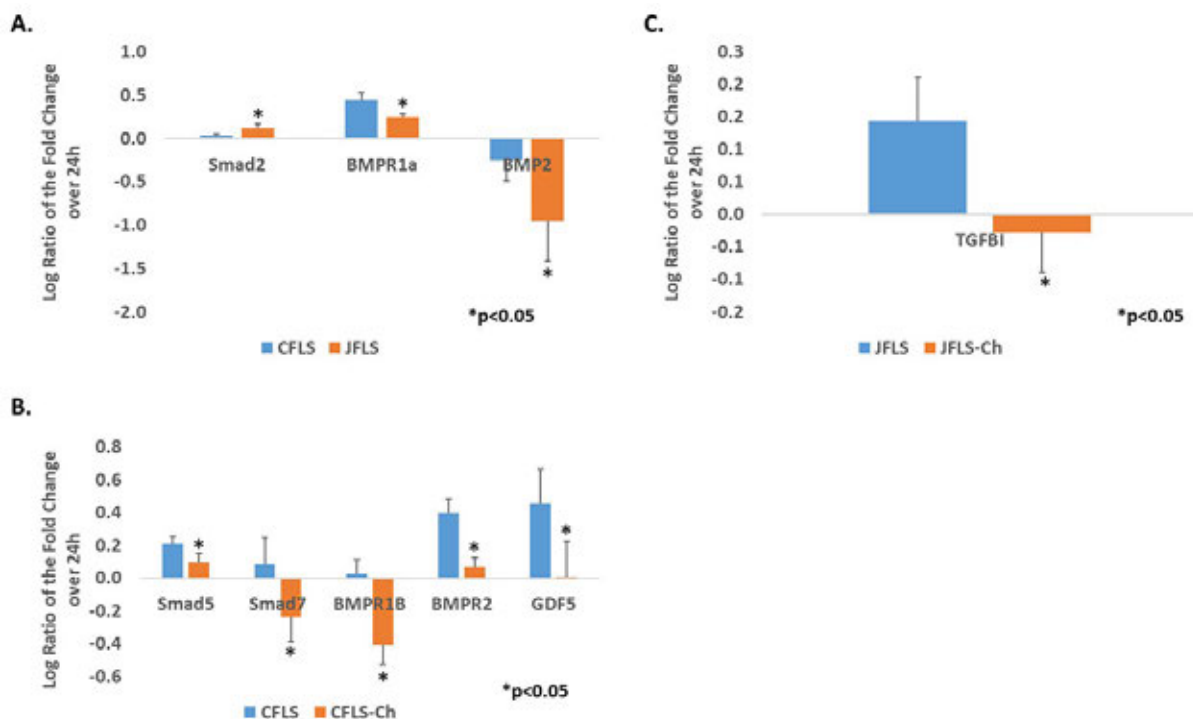 A.
Log Ratio of the Fold Change
over 24h
1.0
0.5
0.0
-0.5
-1.0
-1.5
-2.0
*
*
*
Smad2 BMPR1a BMP2
*p<0.05
CFLS JFLS
C.
Log Ratio of the Fold Change
over 24h
0.3
0.2
0.2
0.1
0.1
0.0
-0.1
-0.1
-0.2
TGFBI
*
*p<0.05
JFLS JFLS-Ch
B.
Log Ratio of the Fold Change
over 24h
0.8
0.6
0.4
0.2
0.0
-0.2
-0.4
-0.6
*
*
*
Smad5 Smad7 BMPR1B BMPR2 GDF5
*
*
*p<0.05
CFLS CFLS-Ch